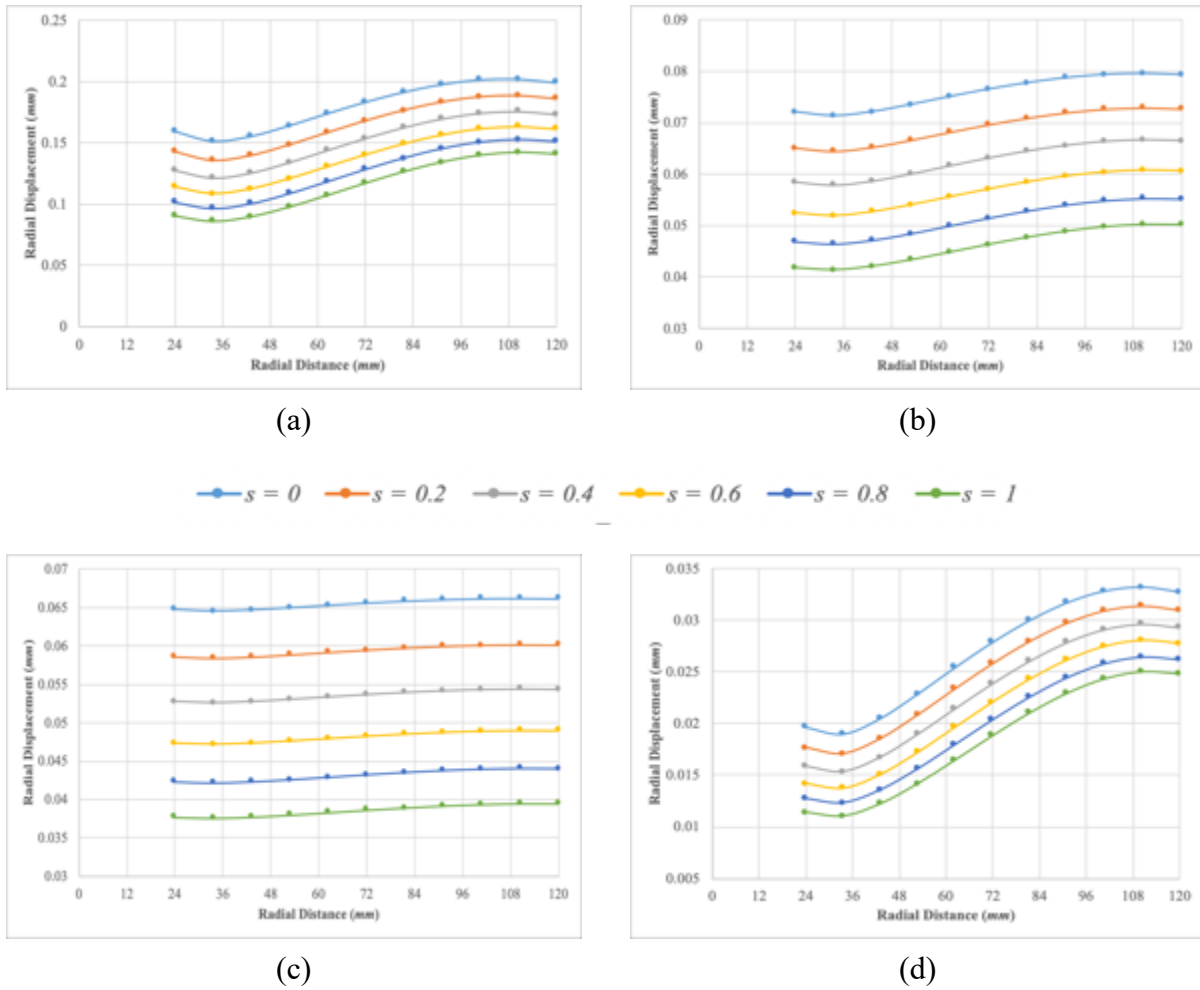 0.25
0.2
0.15
0.1
0.05
0
Radial Displacement (mm)
0 12 24 36 48 60 72 84 96 108 120
Radial Distance (mm)
(a)
0.09
0.08
0.07
0.06
0.05
0.04
0.03
Radial Displacement (mm)
0 12 24 36 48 60 72 84 96 108 120
Radial Distance (mm)
(b)
s = 0 s = 0.2 s = 0.4 s = 0.6 s = 0.8 s = 1
0.07
0.065
0.06
0.055
0.05
0.045
0.04
0.035
0.03
Radial Displacement (mm)
0 12 24 36 48 60 72 84 96 108 120
Radial Distance (mm)
(c)
0.035
0.03
0.025
0.02
0.015
0.01
0.005
Radial Displacement (mm)
0 12 24 36 48 60 72 84 96 108 120
Radial Distance (mm)
(d)